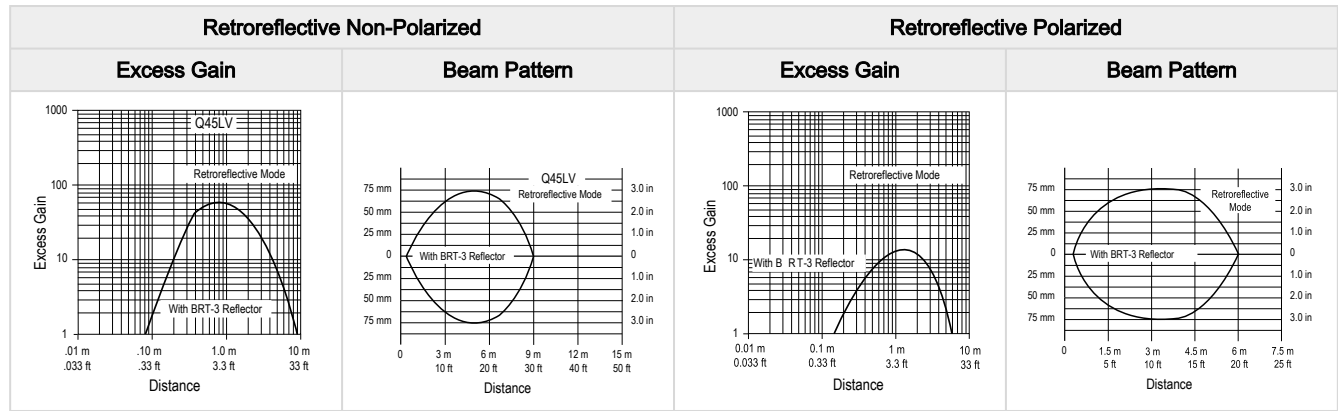 Retroreflective Non-Polarized
Retroreflective Polarized
Excess Gain
Beam Pattern
Excess Gain
Beam Pattern
1000
100
10
1
Excess Gain
Q45LV
Retroreflective Mode
With BRT-3 Reflector
.01 m .10 m 1.0 m 10 m
.033 ft .33 ft 3.3 ft 33 ft
Distance
Q45LV
Retroreflective Mode
With BRT-3 Reflector
75 mm
50 mm
25 mm
0
25 mm
50 mm
75 mm
3.0 in
2.0 in
1.0 in
0
1.0 in
2.0 in
3.0 in
0 3 m 6 m 9 m 12 m 15 m
10 ft 20 ft 30 ft 40 ft 50 ft
Distance
1000
100
10
1
Excess Gain
Retroreflective Mode
With B RT-3 Reflector
0.01 m 0.1 m 1 m 10 m
0.033 ft 0.33 ft 3.3 ft 33 ft
Distance
75 mm
50 mm
25 mm
0
25 mm
50 mm
75 mm
Retroreflective
Mode
With BRT-3 Reflector
3.0 in
2.0 in
1.0 in
0
1.0 in
2.0 in
3.0 in
0 1.5 m 3 m 4.5 m 6 m 7.5 m
5 ft 10 ft 15 ft 20 ft 25 ft
Distance